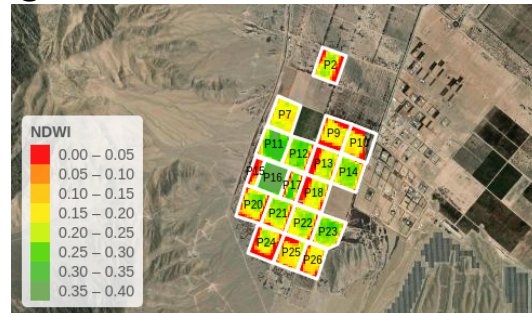 P2
P7
P9
P10
P11
P12
P13
P14
P15
P16
P17
P18
P20
P21
P22
P23
P24
P25
P26
NDWI
0.00 – 0.05
0.05 – 0.10
0.10 – 0.15
0.15 – 0.20
0.20 – 0.25
0.25 – 0.30
0.30 – 0.35
0.35 – 0.40